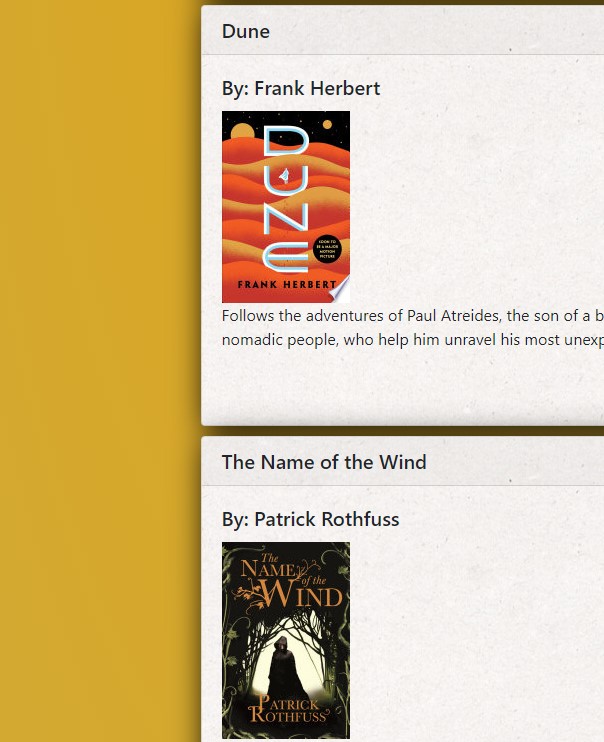 Dune
By: Frank Herbert
DUNE
SOON TO
BE A MAJOR
MOTION
PICTURE
FRANK HERBERT
Follows the adventures of Paul Atreides, the son of a b
nomadic people, who help him unravel his most unexp
The Name of the Wind
By: Patrick Rothfuss
The
NAME
of the
WIND
PATRICK
ROTHFUSS